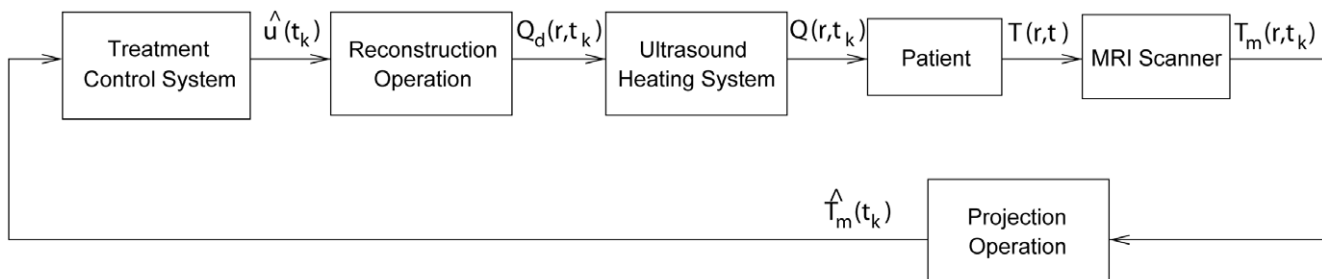 Treatment
Control System
û(t_k)
Reconstruction
Operation
Q_d(r,t_k)
Ultrasound
Heating System
Q(r,t_k)
Patient
T(r,t)
MRI Scanner
T_m(r,t_k)
T̂_m(t_k)
Projection
Operation